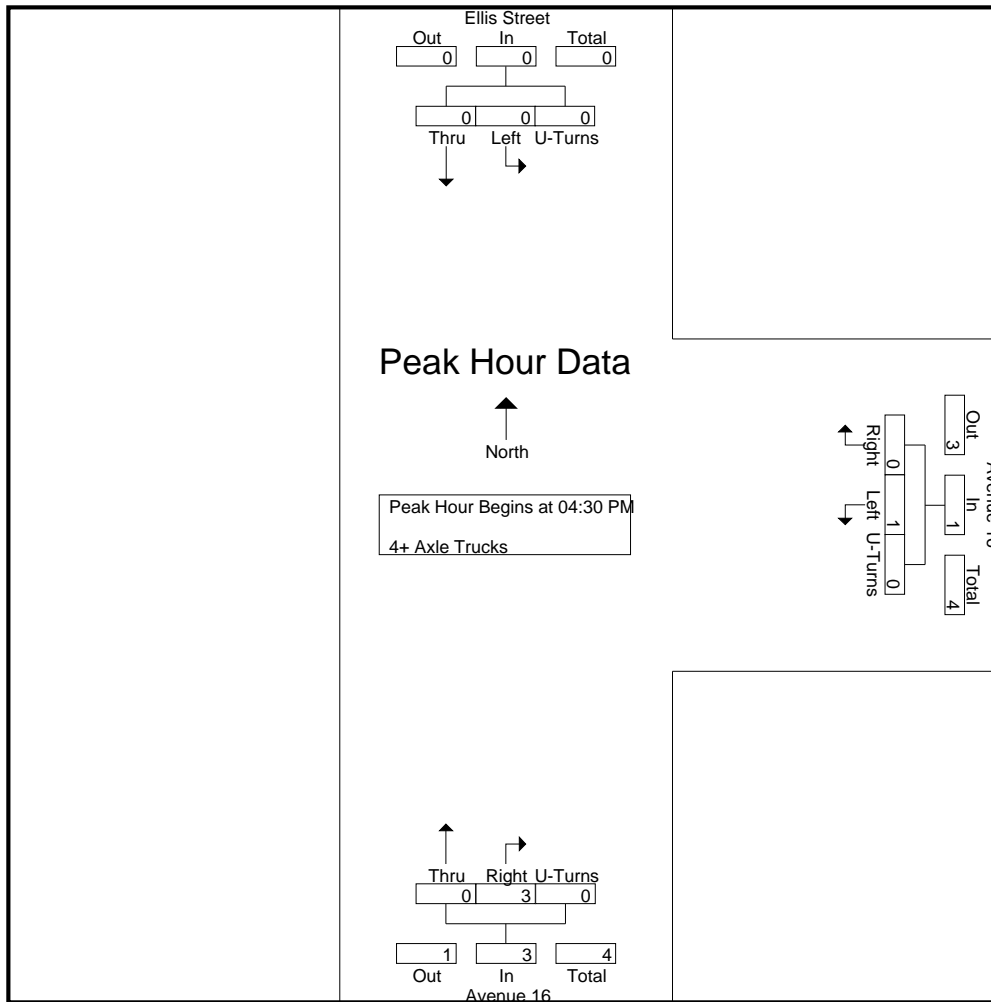 Ellis Street
Out In Total
0 0 0
0 0 0
Thru Left U-Turns
Peak Hour Data
North
Peak Hour Begins at 04:30 PM
4+ Axle Trucks
Right Left U-Turns
0 1 0
Out In Total
3 1 4
Avenue 16
Thru Right U-Turns
0 3 0
1 3 4
Out In Total
Avenue 16